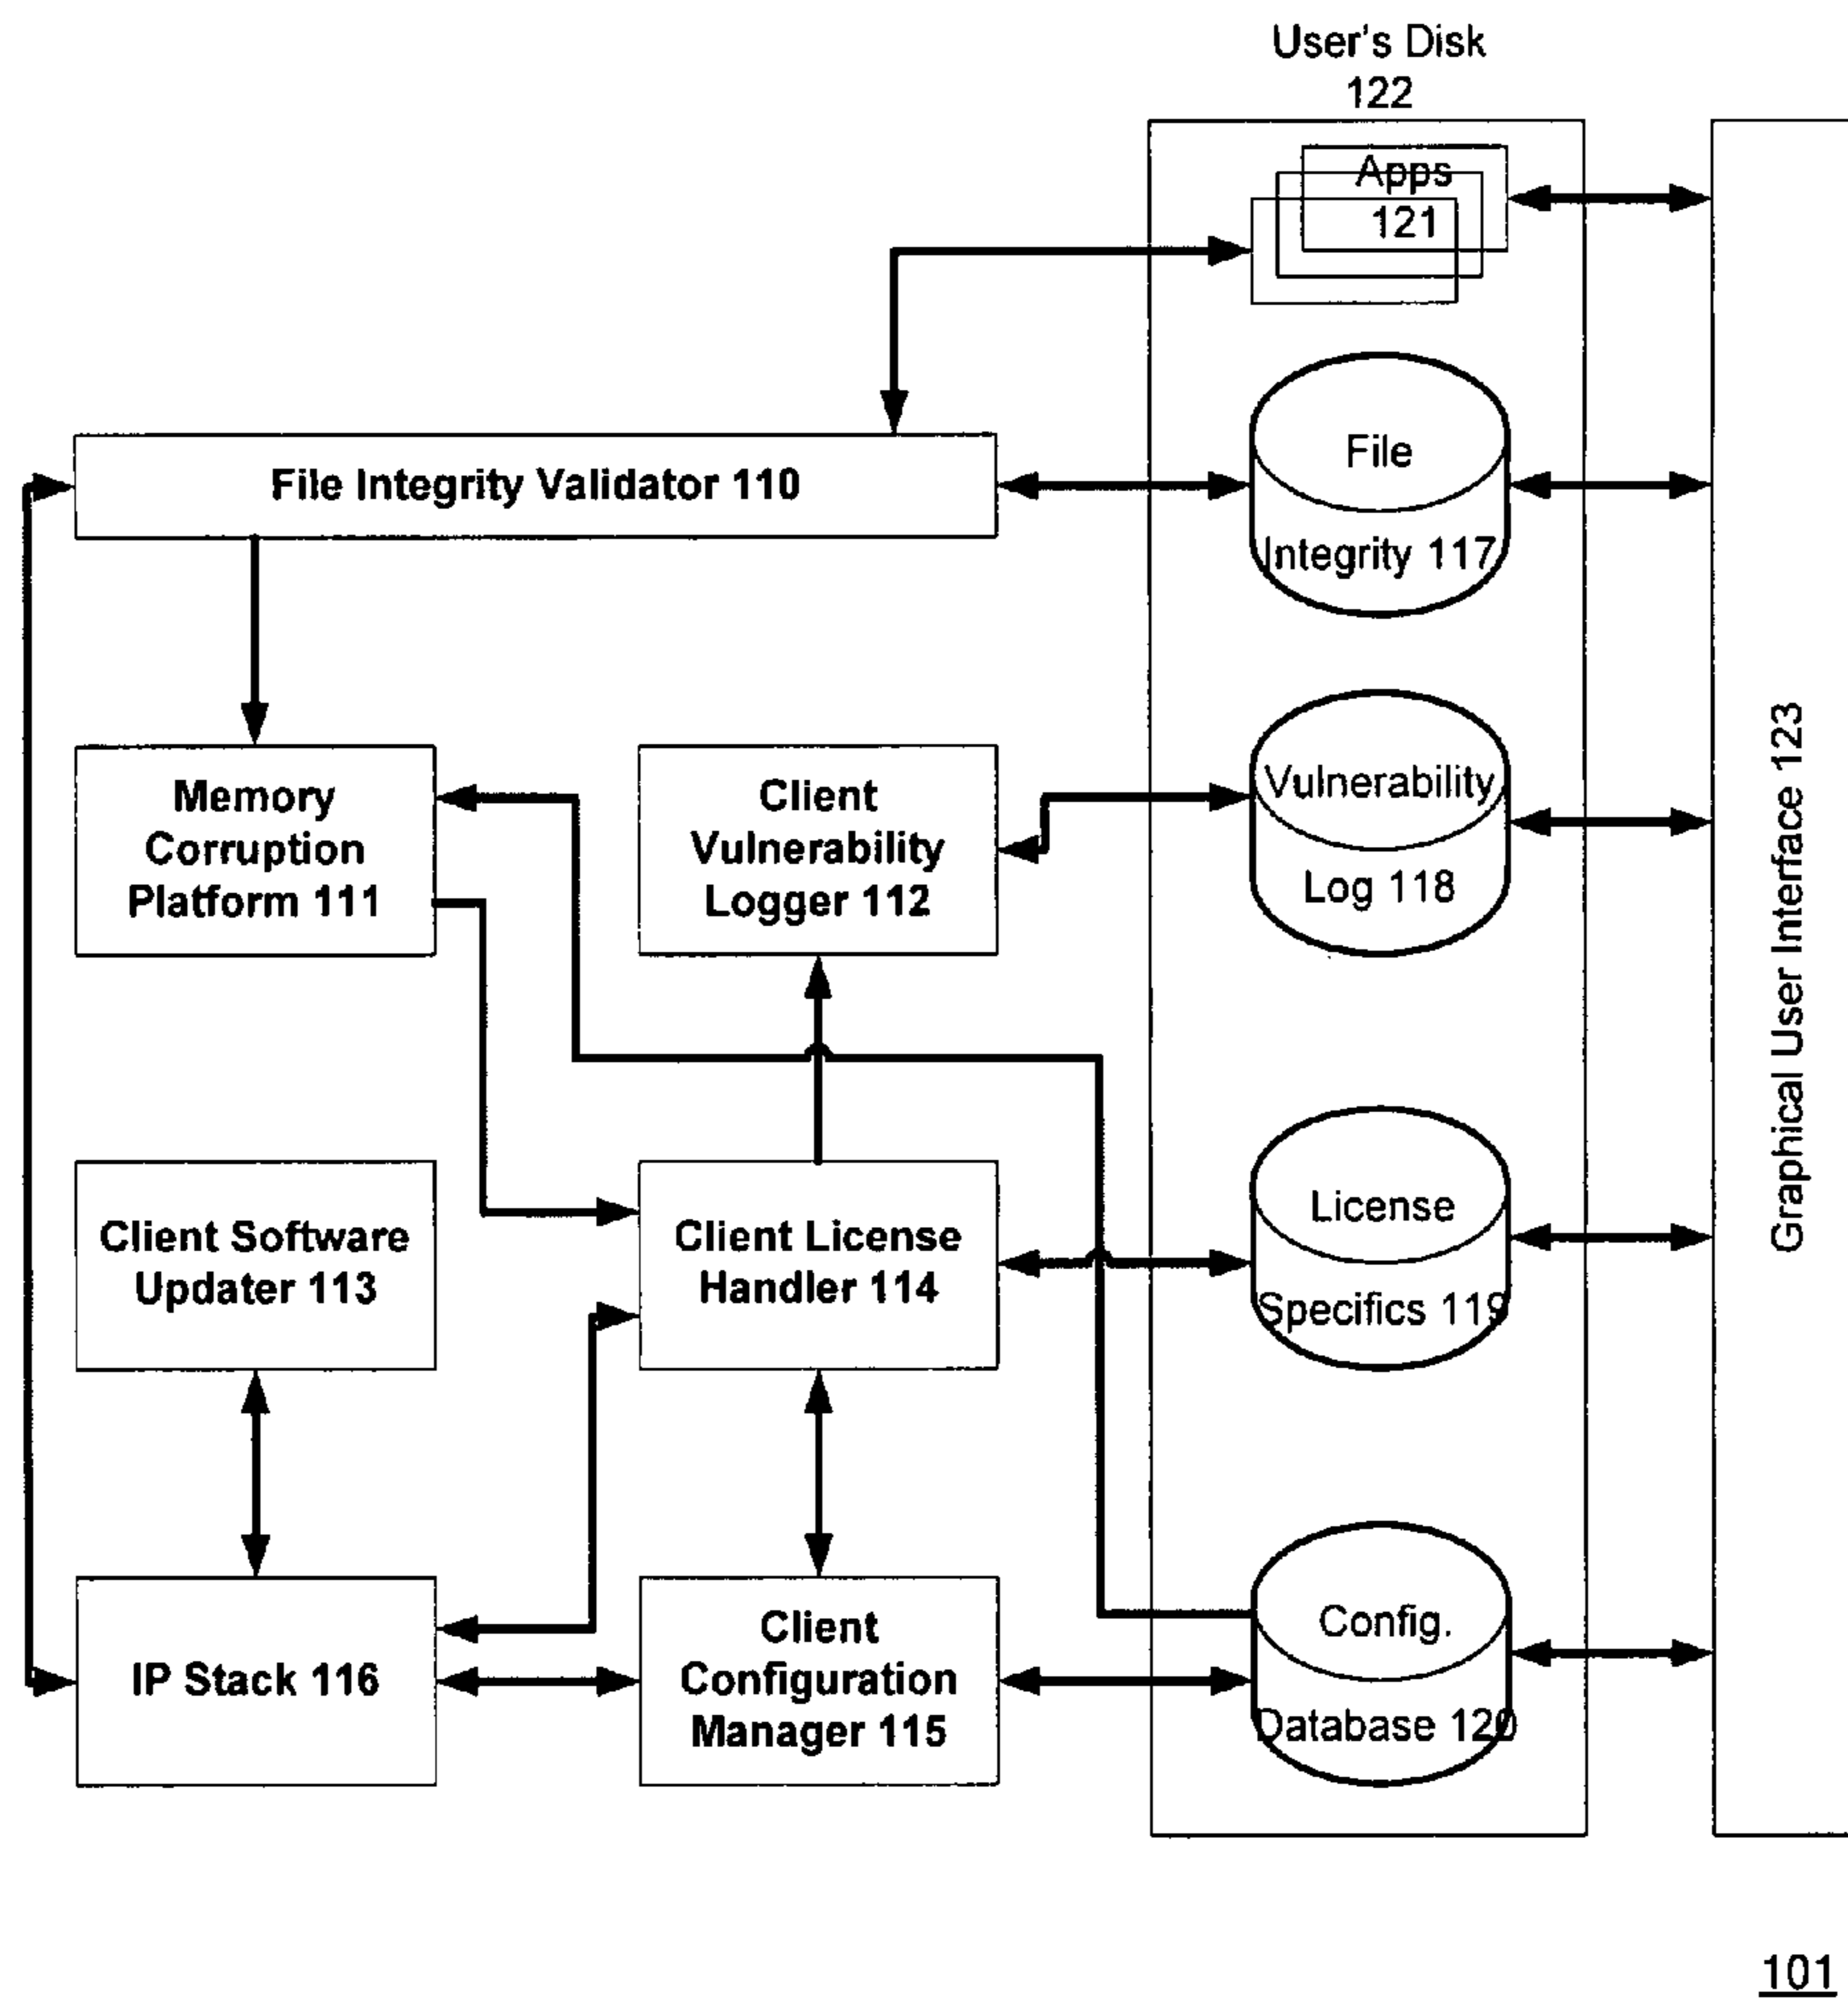 User's Disk
122
Apps
121
File Integrity Validator 110
File
Integrity 117
Memory
Corruption
Platform 111
Client
Vulnerability
Logger 112
Vulnerability
Log 118
Graphical User Interface 123
Client Software
Updater 113
Client License
Handler 114
License
Specifics 119
IP Stack 116
Client
Configuration
Manager 115
Config.
Database 120
101